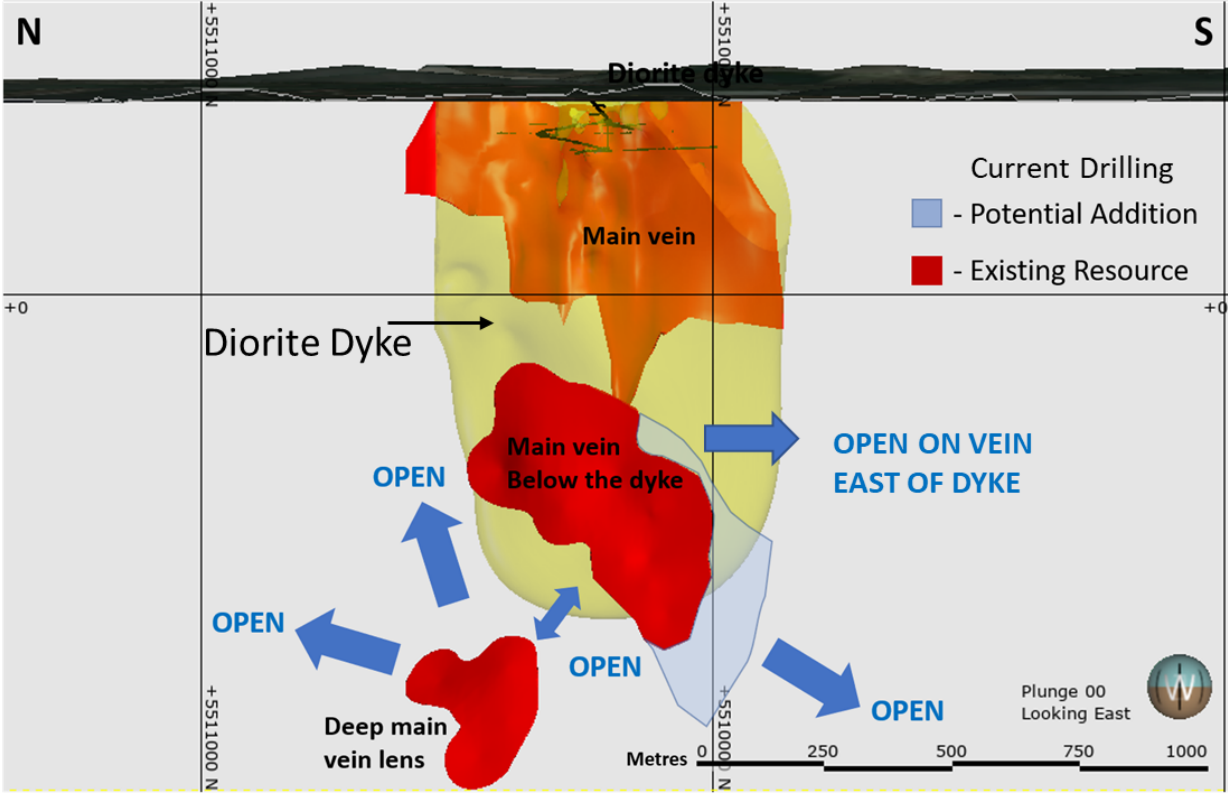 N
S
+5511000 N
+5510000 N
Diorite dyke
Current Drilling
- Potential Addition
Main vein
- Existing Resource
+0
+0
Diorite Dyke
Main vein
Below the dyke
OPEN ON VEIN
EAST OF DYKE
OPEN
OPEN
OPEN
OPEN
W
Plunge 00
Looking East
Deep main
vein lens
Metres
0
250
500
750
1000
+5511000 N
+5510000 N